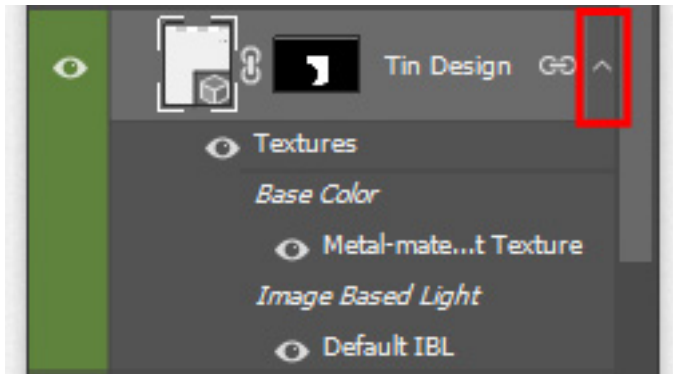 Tin Design
Textures
Base Color
Metal-mate...t Texture
Image Based Light
Default IBL